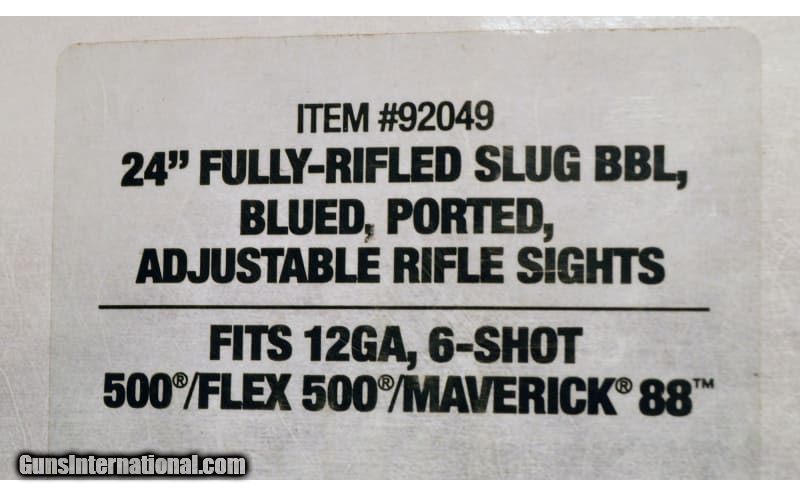 ITEM #92049
24” FULLY-RIFLED SLUG BBL,
BLUED, PORTED,
ADJUSTABLE RIFLE SIGHTS
FITS 12GA, 6-SHOT
500®/FLEX 500®/MAVERICK® 88™
GunsInternational.com